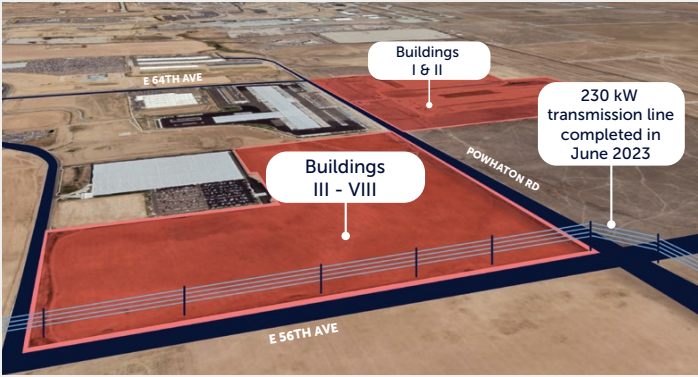 Buildings
I & II
E 64TH AVE
230 kW
transmission line
completed in
June 2023
POWHATON RD
Buildings
III - VIII
E 56TH AVE